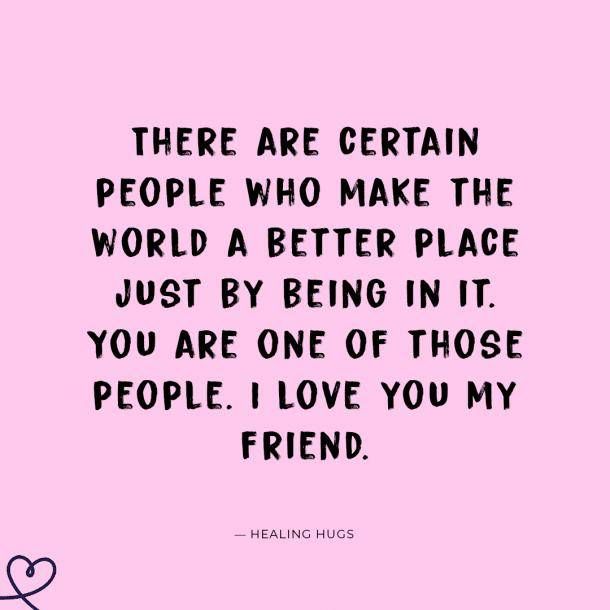 THERE ARE CERTAIN
PEOPLE WHO MAKE THE
WORLD A BETTER PLACE
JUST BY BEING IN IT.
YOU ARE ONE OF THOSE
PEOPLE. I LOVE YOU MY
FRIEND.
— HEALING HUGS